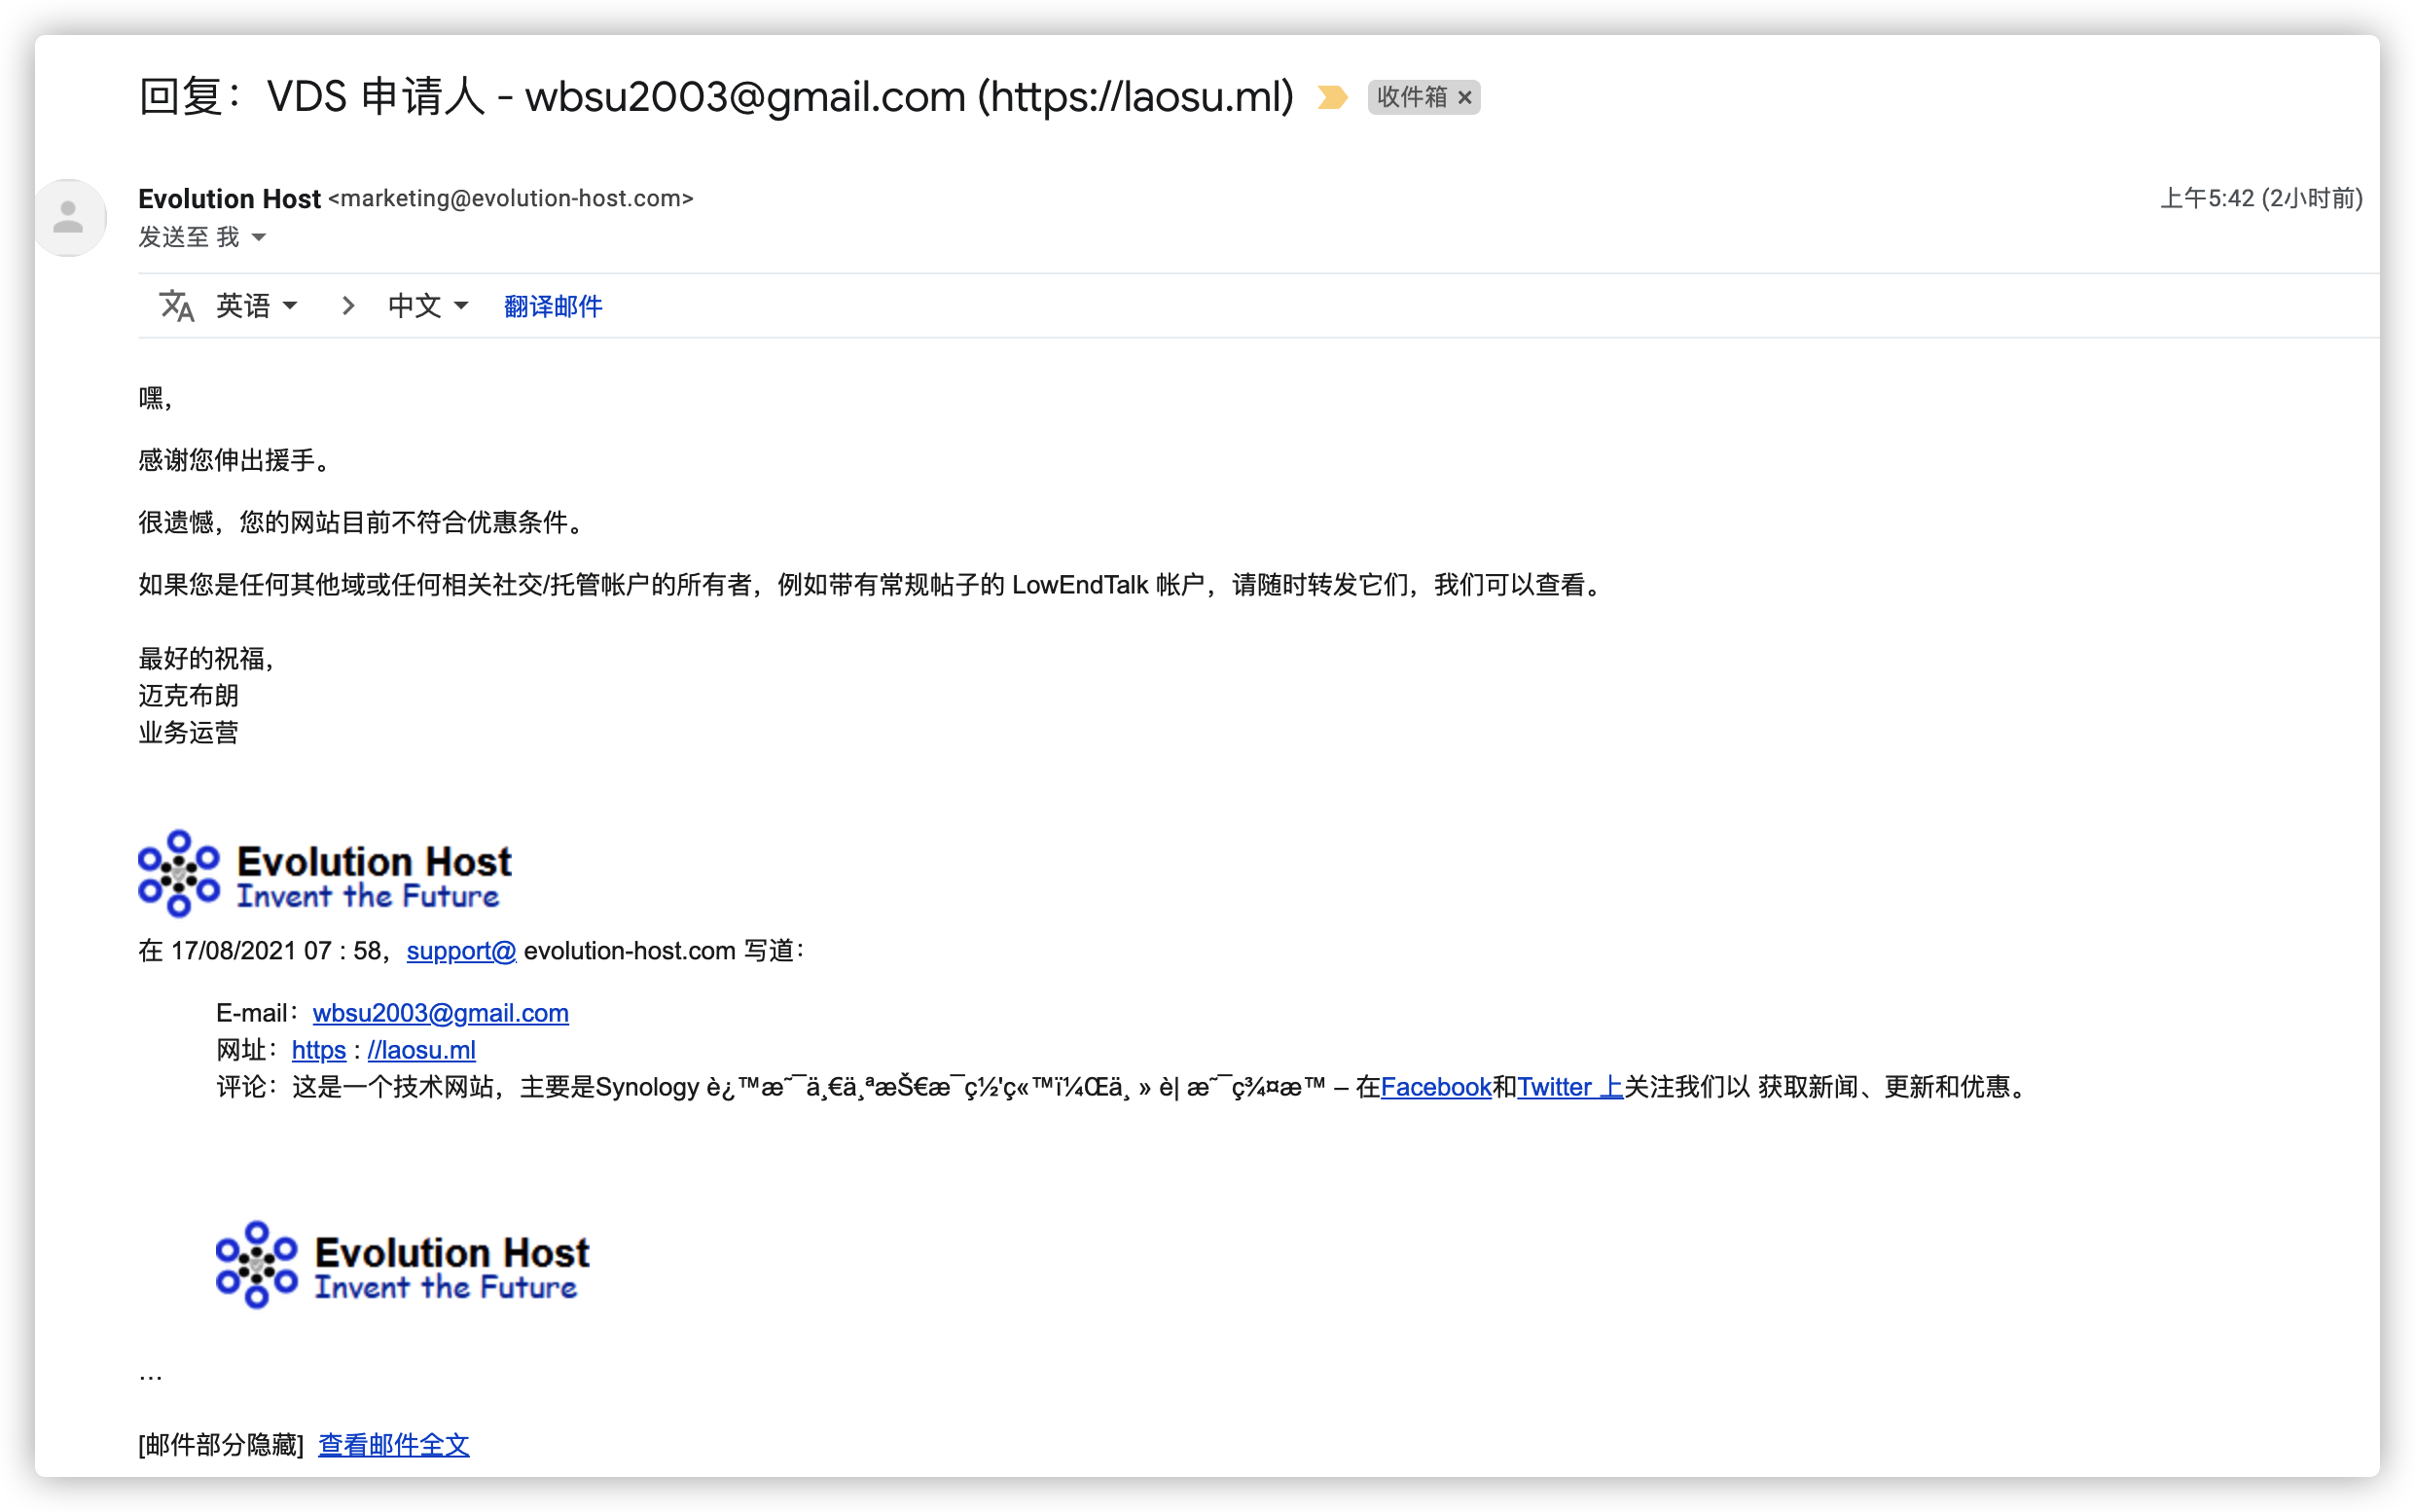 回复：VDS 申请人 - wbsu2003@gmail.com (https://laosu.ml) 收件箱 ×
Evolution Host <marketing@evolution-host.com> 上午5:42 (2小时前)
发送至 我
英语 > 中文 翻译邮件
嘿，
感谢您伸出援手。
很遗憾，您的网站目前不符合优惠条件。
如果您是任何其他域或任何相关社交/托管帐户的所有者，例如带有常规帖子的 LowEndTalk 帐户，请随时转发它们，我们可以查看。
最好的祝福，
迈克布朗
业务运营
Evolution Host
Invent the Future
在 17/08/2021 07 : 58，support@ evolution-host.com 写道：
E-mail：wbsu2003@gmail.com
网址：https : //laosu.ml
评论：这是一个技术网站，主要是Synology è¿™æ˜¯ä¸€ä¸ªæŠ€æ¯ç½'ç«™ï¼Œä¸ » è¦ æ˜¯ç¾¤æ™ – 在Facebook和Twitter 上关注我们以 获取新闻、更新和优惠。
Evolution Host
Invent the Future
...
[邮件部分隐藏] 查看邮件全文